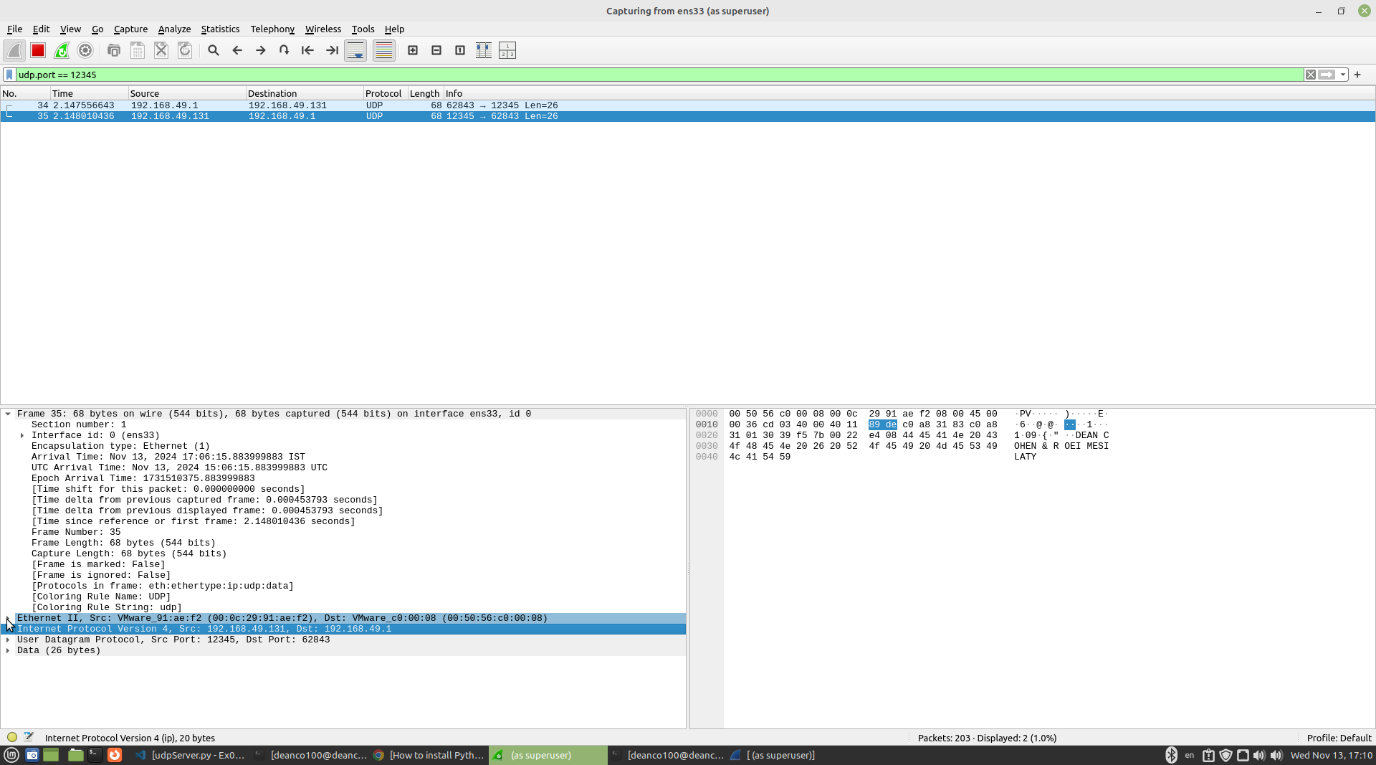 Capturing from ens33 (as superuser)
File Edit View Go Capture Analyze Statistics Telephony Wireless Tools Help
udp.port == 12345
No. Time Source Destination Protocol Length Info
34 2.147556643 192.168.49.1 192.168.49.131 UDP 68 62843 → 12345 Len=26
35 2.148010436 192.168.49.131 192.168.49.1 UDP 68 12345 → 62843 Len=26
Frame 35: 68 bytes on wire (544 bits), 68 bytes captured (544 bits) on interface ens33, id 0
Section number: 1
Interface id: 0 (ens33)
Encapsulation type: Ethernet (1)
Arrival Time: Nov 13, 2024 17:06:15.883999883 IST
UTC Arrival Time: Nov 13, 2024 15:06:15.883999883 UTC
Epoch Arrival Time: 1731510375.883999883
[Time shift for this packet: 0.000000000 seconds]
[Time delta from previous captured frame: 0.000453793 seconds]
[Time delta from previous displayed frame: 0.000453793 seconds]
[Time since reference or first frame: 2.148010436 seconds]
Frame Number: 35
Frame Length: 68 bytes (544 bits)
Capture Length: 68 bytes (544 bits)
[Frame is marked: False]
[Frame is ignored: False]
[Protocols in frame: eth:ethertype:ip:udp:data]
[Coloring Rule Name: UDP]
[Coloring Rule String: udp]
Ethernet II, Src: VMware_91:ae:f2 (00:0c:29:91:ae:f2), Dst: VMware_c0:00:08 (00:50:56:c0:00:08)
Internet Protocol Version 4, Src: 192.168.49.131, Dst: 192.168.49.1
User Datagram Protocol, Src Port: 12345, Dst Port: 62843
Data (26 bytes)
0000 00 50 56 c0 00 08 00 0c 29 91 ae f2 08 00 45 00 ·PV····· )·····E·
0010 00 36 cd 03 40 00 40 11 89 de c0 a8 31 83 c0 a8 ·6··@·@· ····1···
0020 31 01 30 39 f5 7b 00 22 e4 08 44 45 41 4e 20 43 1·09·{·" ··DEAN C
0030 4f 48 45 4e 20 26 20 52 4f 45 49 20 4d 45 53 49 OHEN & R OEI MESI
0040 4c 41 54 59 LATY
Internet Protocol Version 4 (ip), 20 bytes
Packets: 203 · Displayed: 2 (1.0%)
Profile: Default
[udpServer.py - Ex0... [deanco100@deanc... [How to install Pyth... (as superuser) [deanco100@deanc... [ (as superuser)] en Wed Nov 13, 17:10